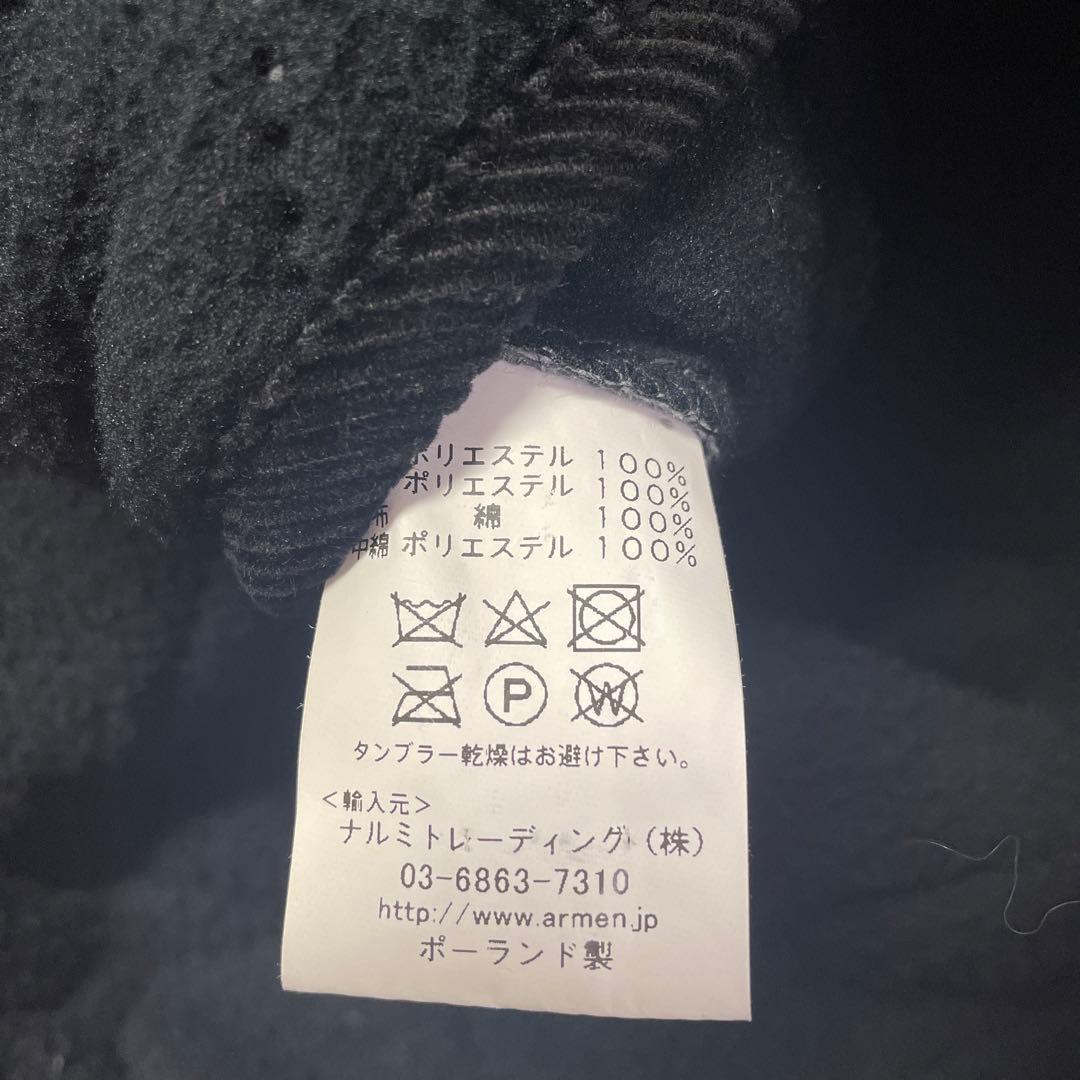 ポリエステル 100%
ポリエステル 100%
布 綿 100%
中綿 ポリエステル 100%
P W
タンブラー乾燥はお避け下さい。
<輸入元>
ナルミトレーディング(株)
03-6863-7310
http://www.armen.jp
ポーランド製